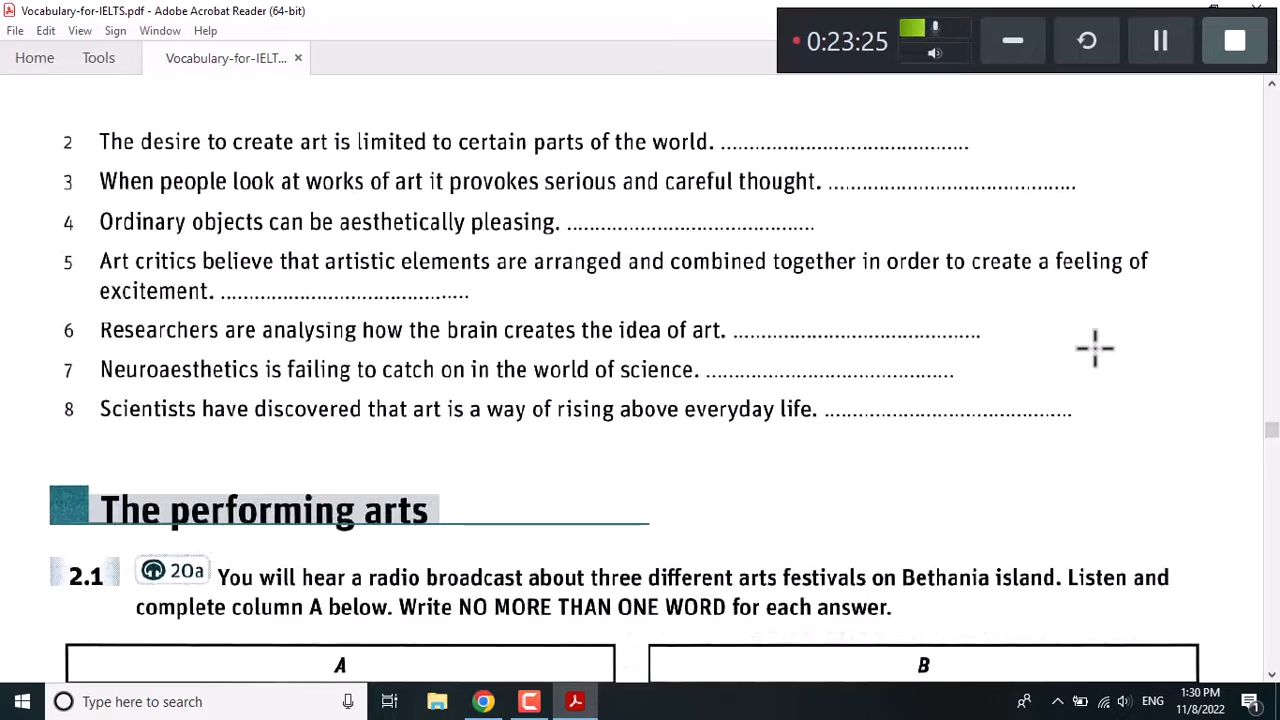 Vocabulary-for-IELTS.pdf - Adobe Acrobat Reader (64-bit)
File Edit View Sign Window Help
0:23:25
Home Tools Vocabulary-for-IELT... ×
2 The desire to create art is limited to certain parts of the world. ............................................
3 When people look at works of art it provokes serious and careful thought. ............................................
4 Ordinary objects can be aesthetically pleasing. ............................................
5 Art critics believe that artistic elements are arranged and combined together in order to create a feeling of
excitement. ............................................
6 Researchers are analysing how the brain creates the idea of art. ............................................
7 Neuroaesthetics is failing to catch on in the world of science. ............................................
8 Scientists have discovered that art is a way of rising above everyday life. ............................................
The performing arts
2.1 20a You will hear a radio broadcast about three different arts festivals on Bethania island. Listen and
complete column A below. Write NO MORE THAN ONE WORD for each answer.
A B
Type here to search
ENG
1:30 PM
11/8/2022
1